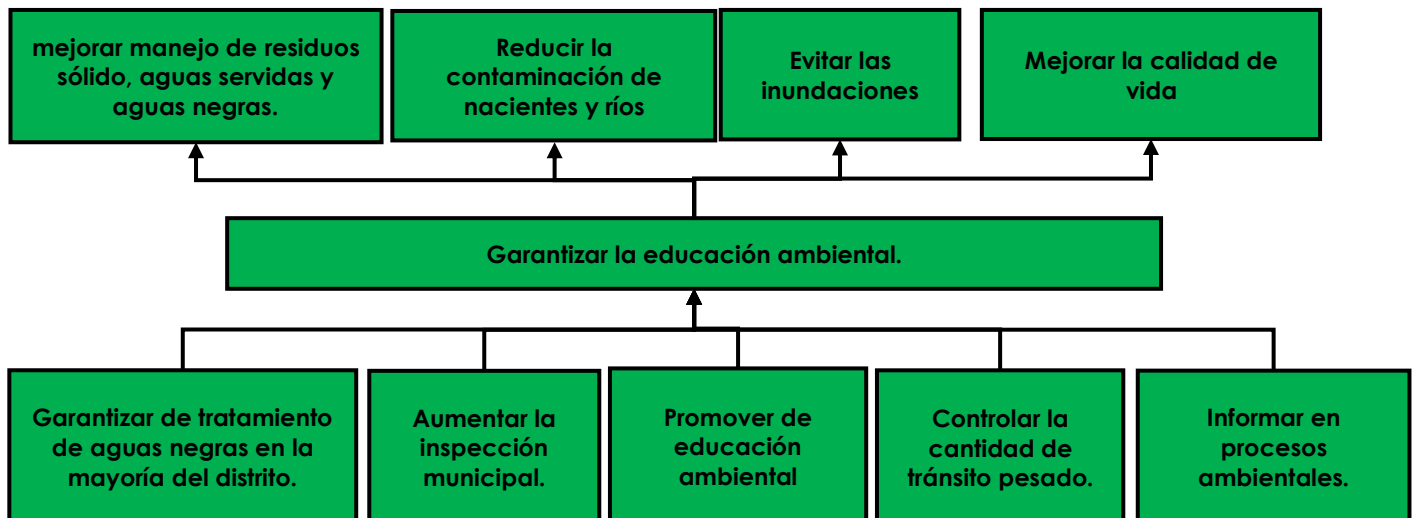 mejorar manejo de residuos
sólido, aguas servidas y
aguas negras.
Reducir la
contaminación de
nacientes y ríos
Evitar las
inundaciones
Mejorar la calidad de
vida
Garantizar la educación ambiental.
Garantizar de tratamiento
de aguas negras en la
mayoría del distrito.
Aumentar la
inspección
municipal.
Promover de
educación
ambiental
Controlar la
cantidad de
tránsito pesado.
Informar en
procesos
ambientales.